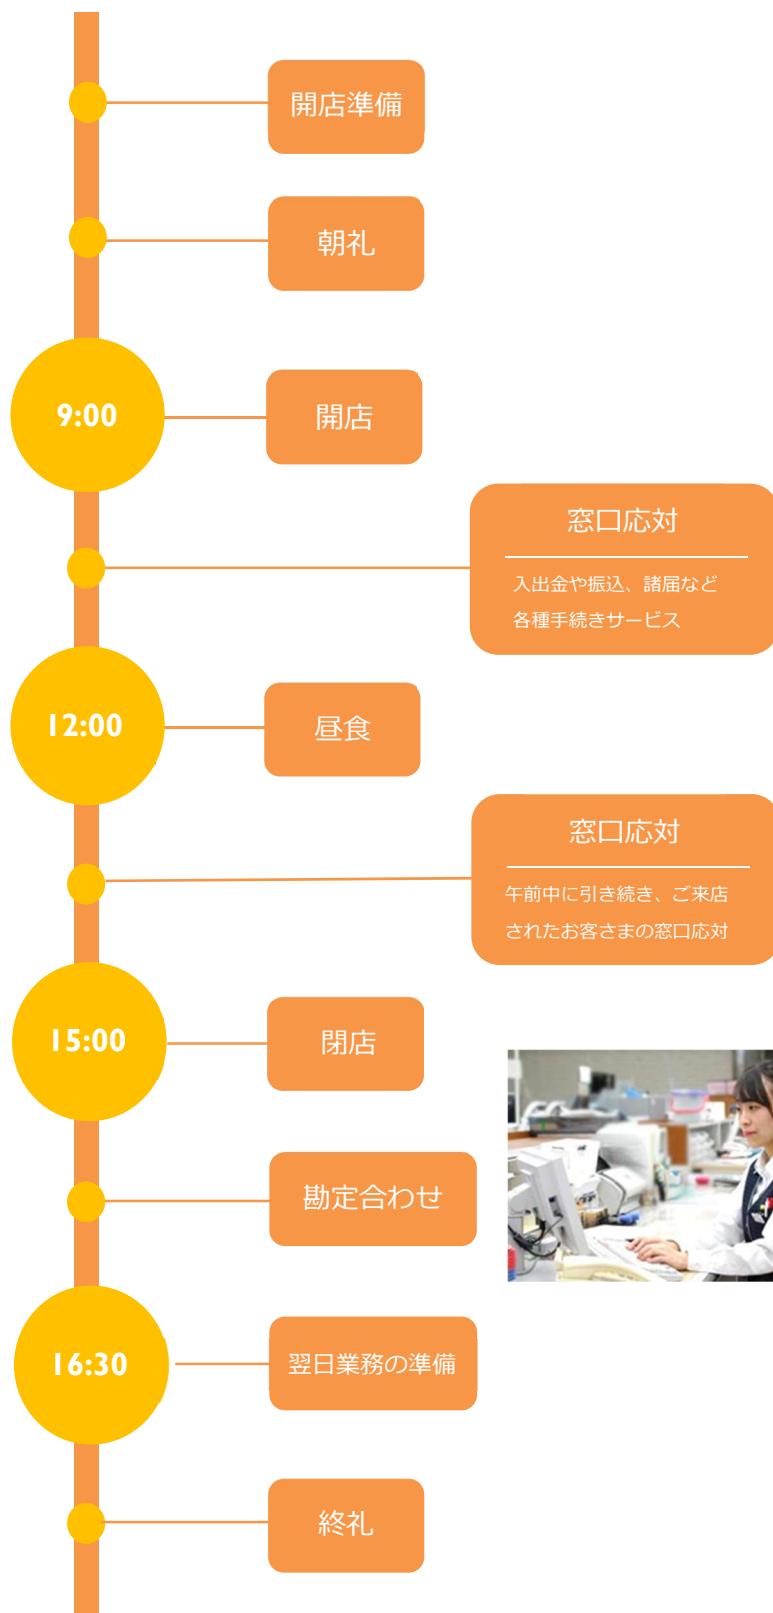 開店準備
朝礼
9:00
開店
窓口応対
入出金や振込、諸届など
各種手続きサービス
12:00
昼食
窓口応対
午前中に引き続き、ご来店
されたお客さまの窓口応対
15:00
閉店
勘定合わせ
16:30
翌日業務の準備
終礼